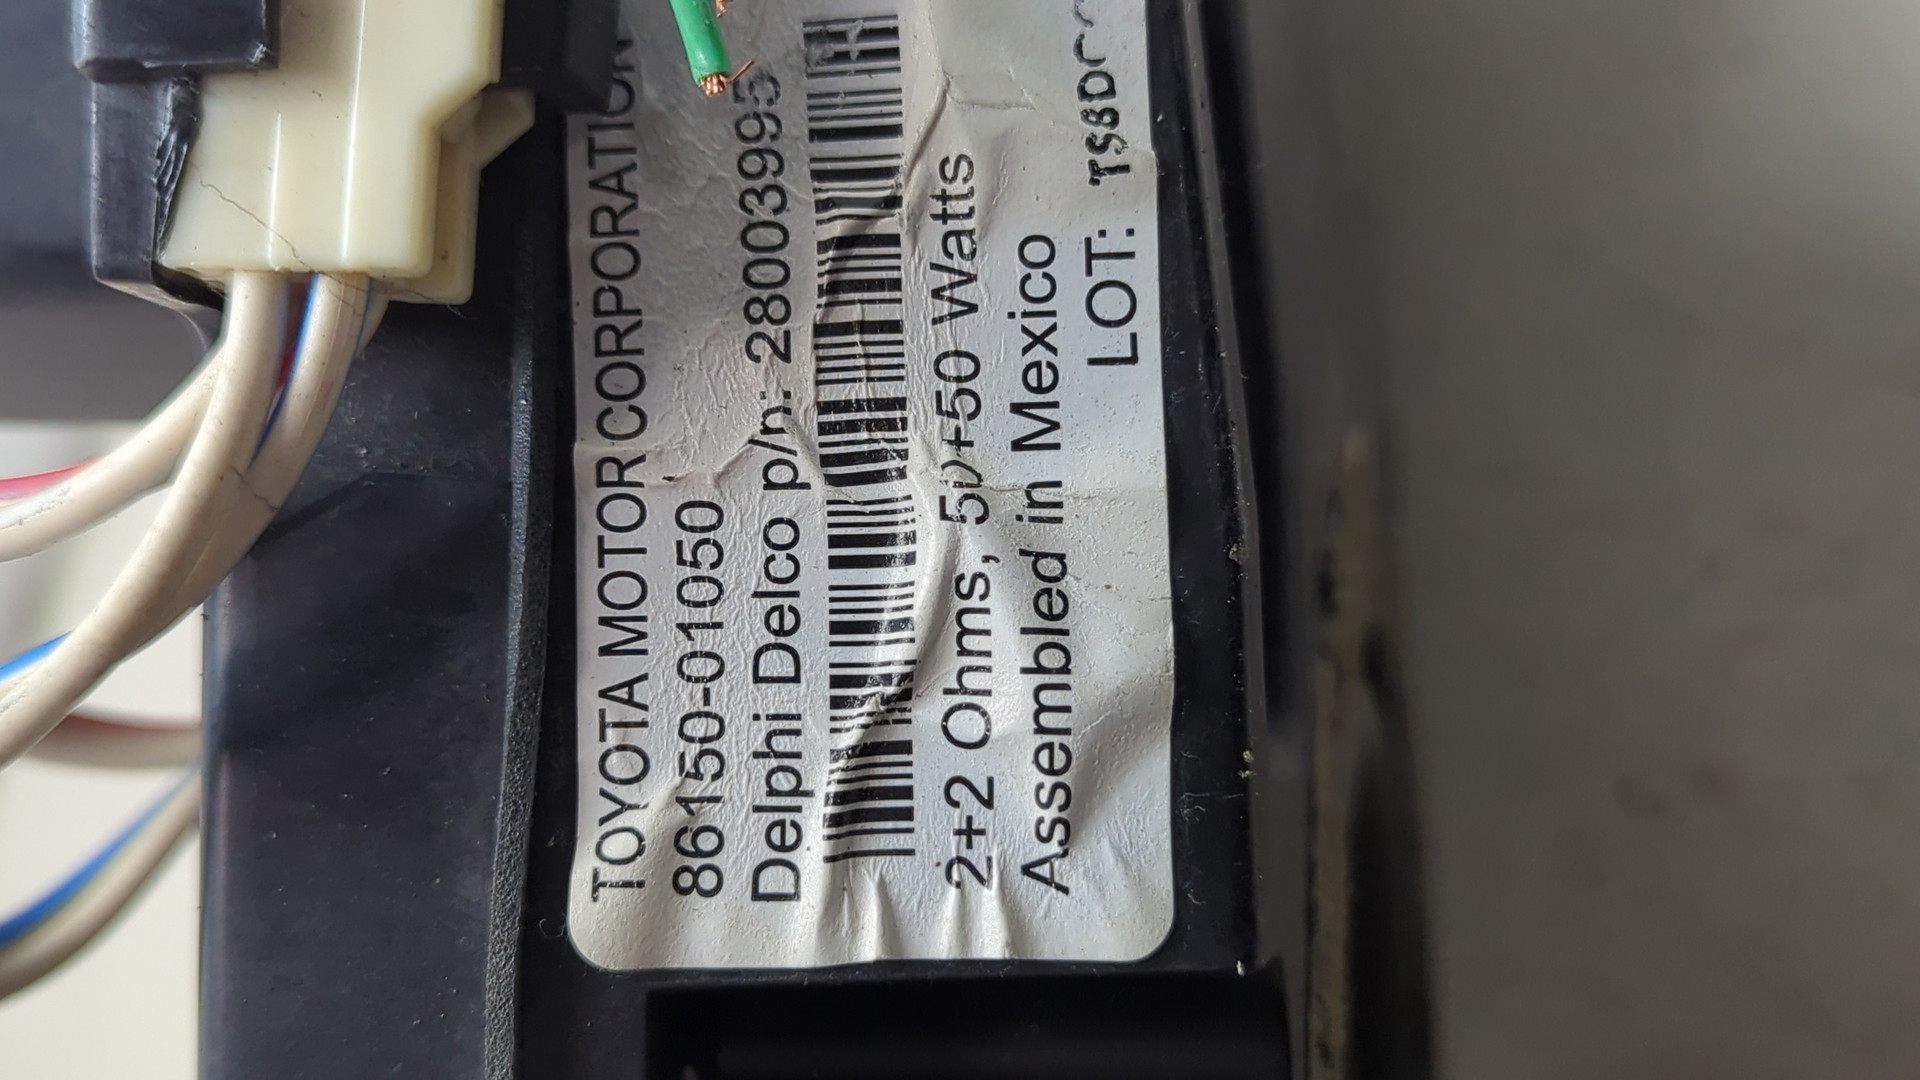 TOYOTA MOTOR CORPORATION
86150-01050
Delphi Delco p/n: 28003995
2+2 Ohms, 50+50 Watts
Assembled in Mexico
LOT: